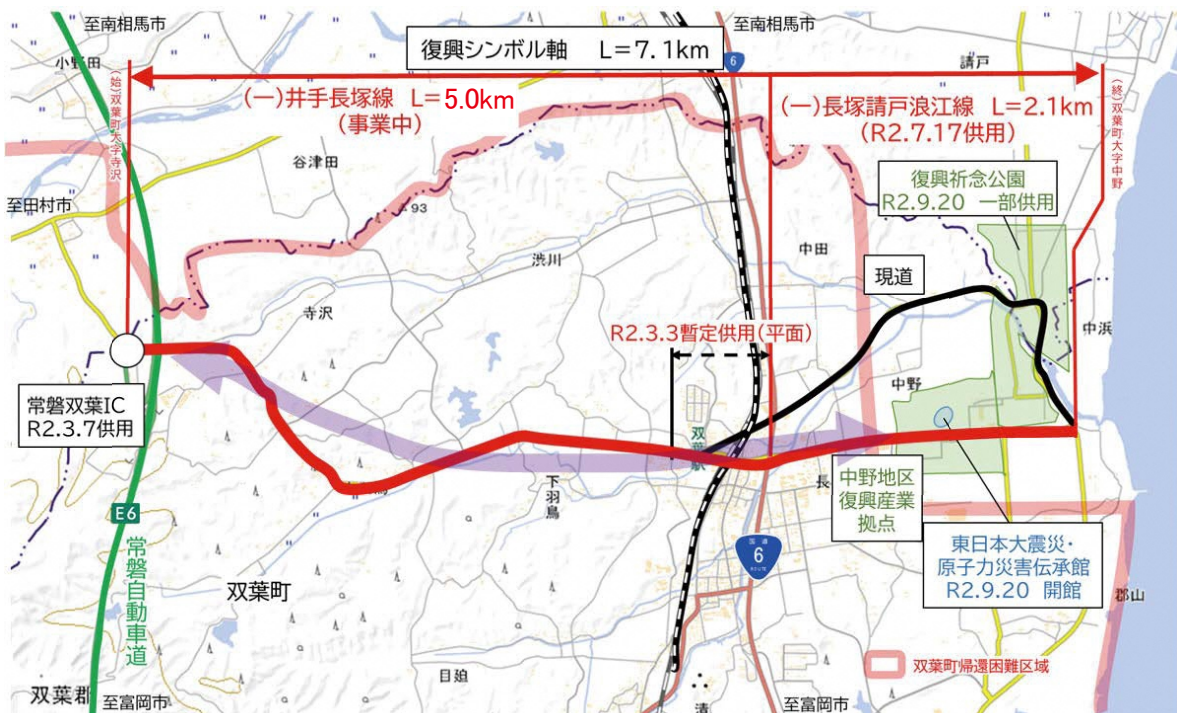 至南相馬市
至南相馬市
小野田
復興シンボル軸 L=7.1km
6
請戸
(始)双葉町大字寺沢
(一)井手長塚線 L=5.0km
(事業中)
(一)長塚請戸浪江線 L=2.1km
(R2.7.17供用)
(終)双葉町大字中野
谷津田
復興祈念公園
R2.9.20 一部供用
至田村市
93
中田
渋川
現道
寺沢
R2.3.3暫定供用(平面)
中浜
常磐双葉IC
R2.3.7供用
中野
双葉駅
長
下羽鳥
中野地区
復興産業
拠点
E6
常磐自動車道
国道
6
ROUTE
東日本大震災・
原子力災害伝承館
R2.9.20 開館
双葉町
郡山
目迫
双葉町帰還困難区域
双葉郡
至富岡市
清
至富岡市